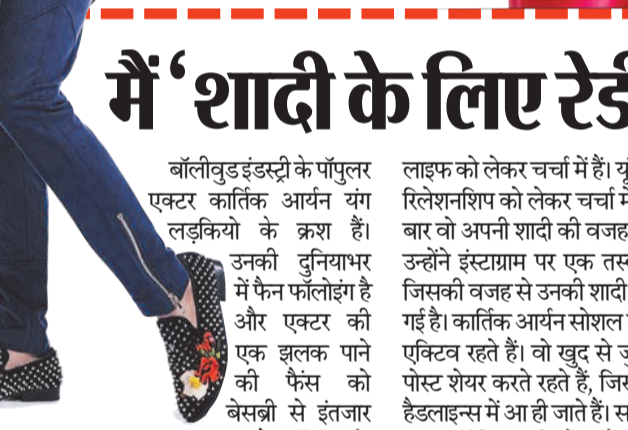 मैं ‘शादी के लिए
बॉलीवुड इंडस्ट्री के पॉपुलर
एक्टर कार्तिक आर्यन यंग
लड़कियो के क्रश हैं।
उनकी दुनियाभर
में फैन फॉलोइंग है
और एक्टर की
एक झलक पाने
की फैंस को
बेसब्री से इंतजार
लाइफ को लेकर चर्चा में हैं।
रिलेशनशिप को लेकर चर्चा
बार वो अपनी शादी की वजह
उन्होंने इंस्टाग्राम पर एक
जिसकी वजह से उनकी शादी
गई है। कार्तिक आर्यन सोशल
एक्टिव रहते हैं। वो खुद से
पोस्ट शेयर करते रहते हैं,
हैडलाइन्स में आ ही जाते हैं।